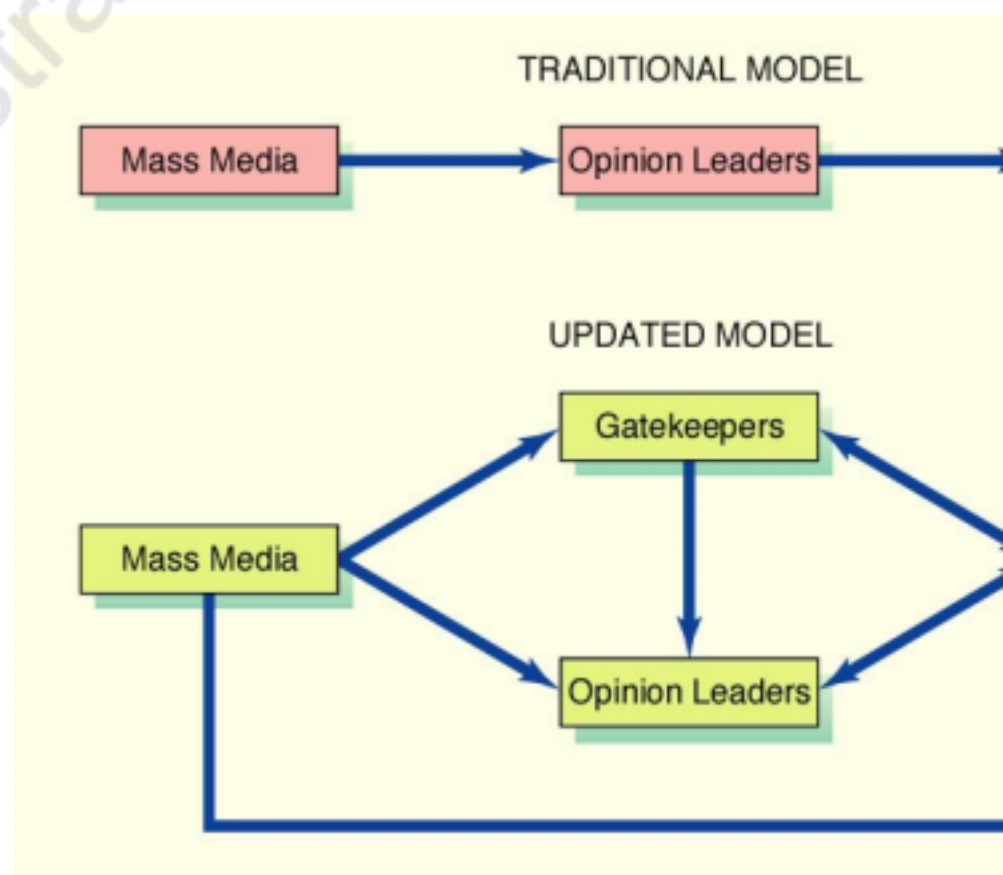 TRADITIONAL MODEL
Mass Media
Opinion Leaders
UPDATED MODEL
Gatekeepers
Mass Media
Opinion Leaders